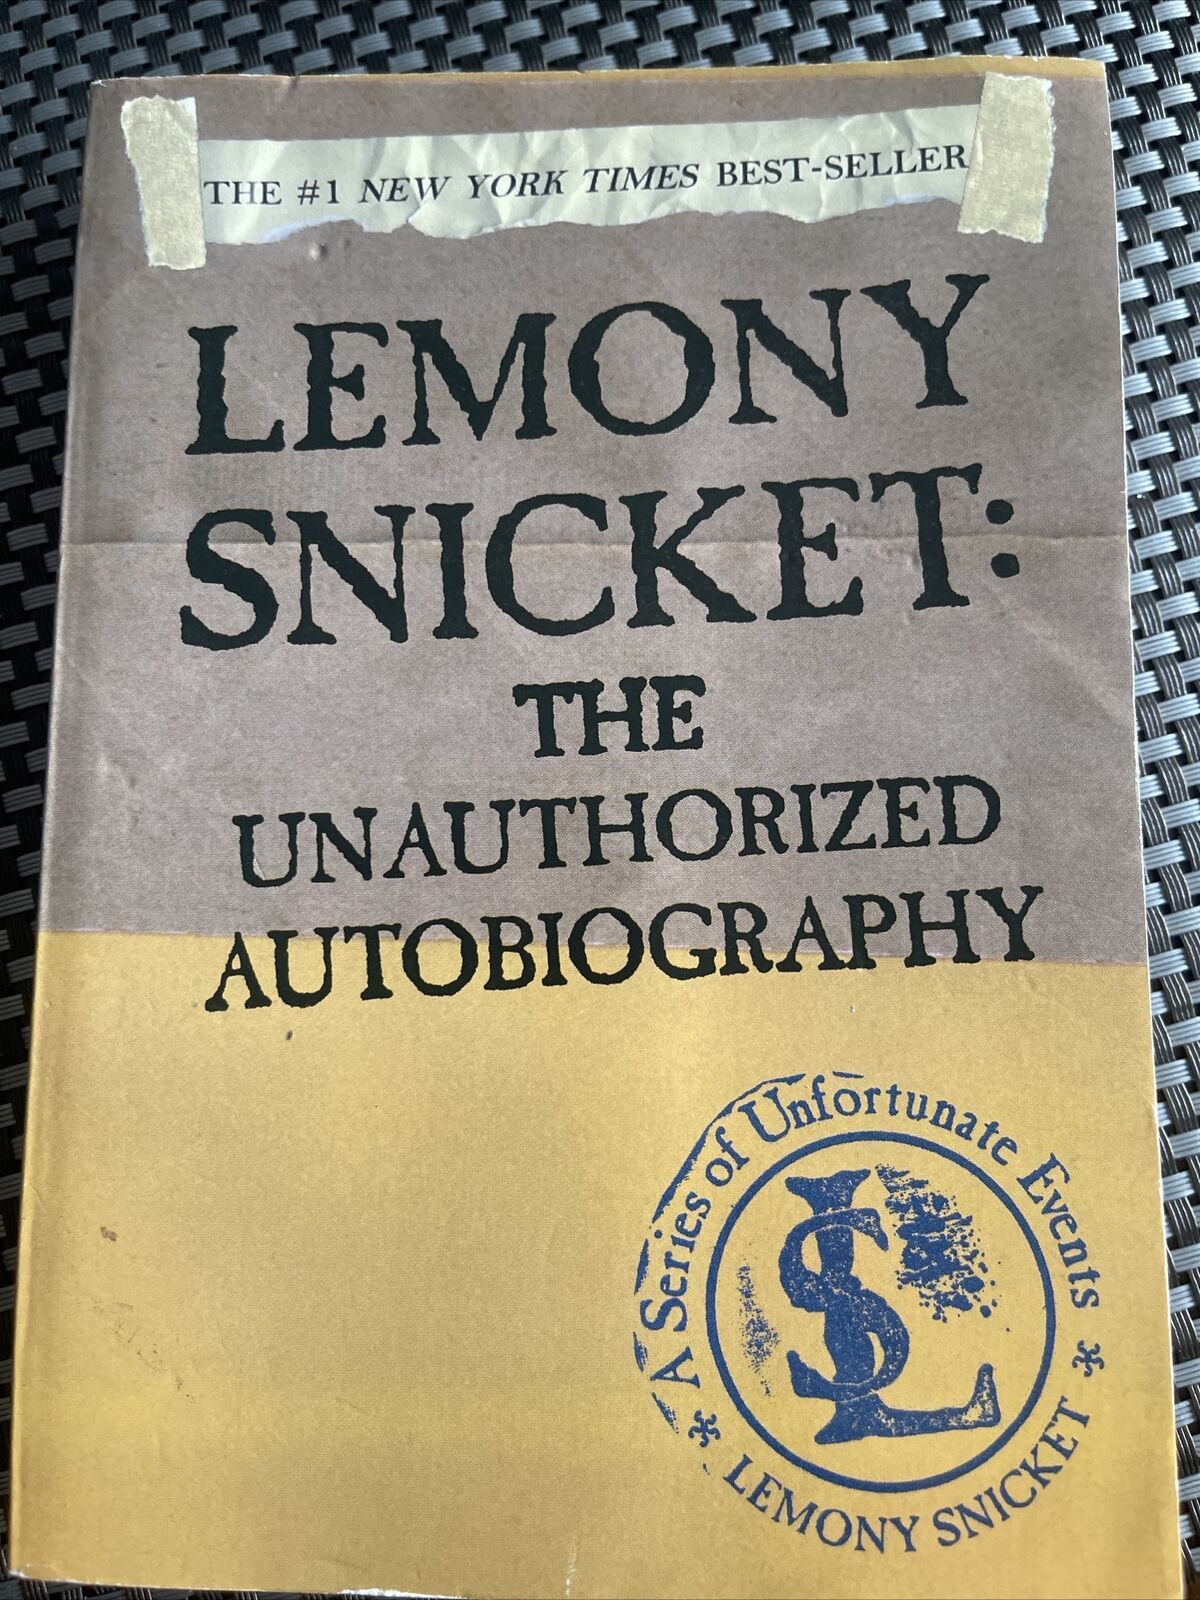 THE #1 NEW YORK TIMES BEST-SELLER
LEMONY
SNICKET:
THE
UNAUTHORIZED
AUTOBIOGRAPHY
A Series of Unfortunate Events
LS
LEMONY SNICKET